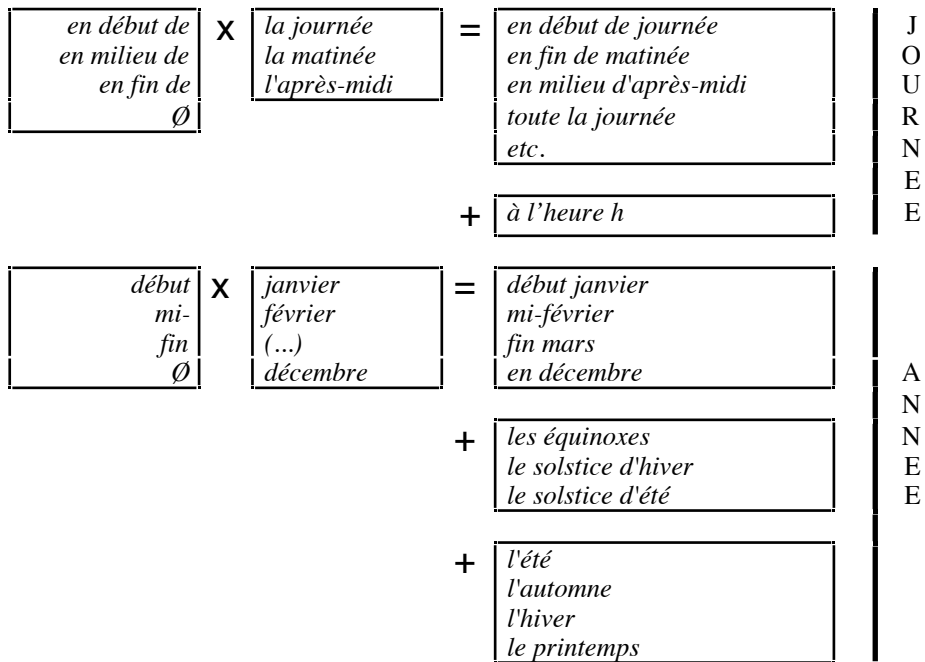 en début de X la journée = en début de journée J
en milieu de la matinée en fin de matinée O
en fin de l'après-midi en milieu d'après-midi U
Ø toute la journée R
etc. N
E
+ à l’heure h E
début X janvier = début janvier
mi- février mi-février
fin (...) fin mars
Ø décembre en décembre A
N
+ les équinoxes N
le solstice d'hiver E
le solstice d'été E
+ l'été
l'automne
l'hiver
le printemps